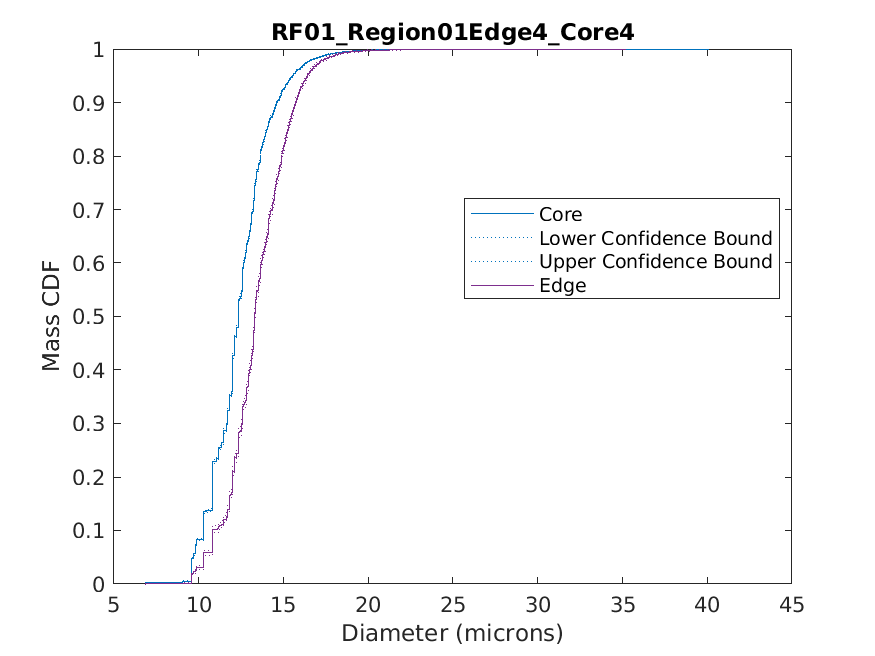 RF01_Region01Edge4_Core4
1
0.9
0.8
0.7
0.6
0.5
0.4
0.3
0.2
0.1
0
Mass CDF
Core
Lower Confidence Bound
Upper Confidence Bound
Edge
5 10 15 20 25 30 35 40 45
Diameter (microns)